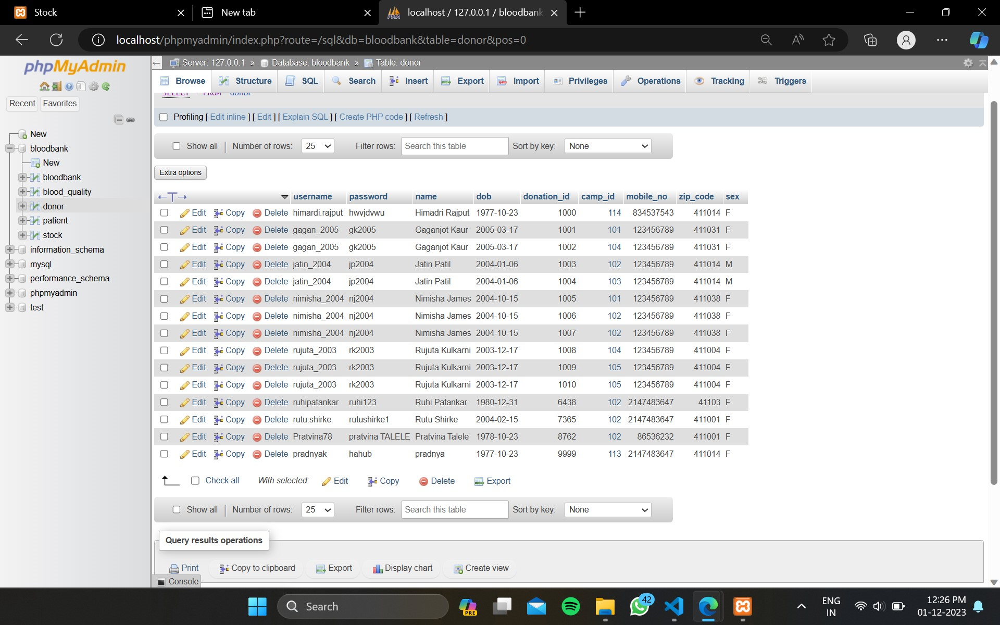 Stock
New tab
localhost / 127.0.0.1 / bloodbank
localhost/phpmyadmin/index.php?route=/sql&db=bloodbank&table=donor&pos=0
phpMyAdmin
Recent Favorites
New
bloodbank
New
bloodbank
blood_quality
donor
patient
stock
information_schema
mysql
performance_schema
phpmyadmin
test
Server: 127.0.0.1 » Database: bloodbank » Table: donor
Browse Structure SQL Search Insert Export Import Privileges Operations Tracking Triggers
SELECT * FROM `donor`
Profiling [ Edit inline ] [ Edit ] [ Explain SQL ] [ Create PHP code ] [ Refresh ]
Show all | Number of rows: 25 Filter rows: Search this table Sort by key: None
Extra options
←T→ username password name dob donation_id camp_id mobile_no zip_code sex
Edit Copy Delete himardi.rajput hwvjdvwu Himadri Rajput 1977-10-23 1000 114 834537543 411014 F
Edit Copy Delete gagan_2005 gk2005 Gaganjot Kaur 2005-03-17 1001 101 123456789 411031 F
Edit Copy Delete gagan_2005 gk2005 Gaganjot Kaur 2005-03-17 1002 104 123456789 411031 F
Edit Copy Delete jatin_2004 jp2004 Jatin Patil 2004-01-06 1003 102 123456789 411014 M
Edit Copy Delete jatin_2004 jp2004 Jatin Patil 2004-01-06 1004 103 123456789 411014 M
Edit Copy Delete nimisha_2004 nj2004 Nimisha James 2004-10-15 1005 101 123456789 411038 F
Edit Copy Delete nimisha_2004 nj2004 Nimisha James 2004-10-15 1006 102 123456789 411038 F
Edit Copy Delete nimisha_2004 nj2004 Nimisha James 2004-10-15 1007 102 123456789 411038 F
Edit Copy Delete rujuta_2003 rk2003 Rujuta Kulkarni 2003-12-17 1008 104 123456789 411004 F
Edit Copy Delete rujuta_2003 rk2003 Rujuta Kulkarni 2003-12-17 1009 105 123456789 411004 F
Edit Copy Delete rujuta_2003 rk2003 Rujuta Kulkarni 2003-12-17 1010 105 123456789 411004 F
Edit Copy Delete ruhipatankar ruhi123 Ruhi Patankar 1980-12-31 6438 102 2147483647 41103 F
Edit Copy Delete rutu.shirke rutushirke1 Rutu Shirke 2004-02-15 7365 102 2147483647 411001 F
Edit Copy Delete Pratvina78 pratvina TALELE Pratvina Talele 1978-10-23 8762 102 86536232 411001 F
Edit Copy Delete pradnyak hahub pradnya 1977-10-23 9999 113 2147483647 411014 F
Check all With selected: Edit Copy Delete Export
Show all | Number of rows: 25 Filter rows: Search this table Sort by key: None
Query results operations
Print Copy to clipboard Export Display chart Create view
Console
Search
PRE
42
ENG
IN
12:26 PM
01-12-2023